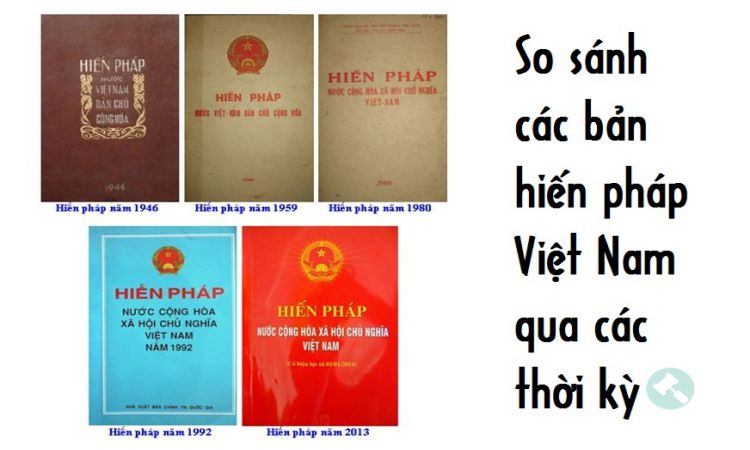 HIẾN PHÁP
NƯỚC
VIỆT NAM
DÂN CHỦ
CỘNG HÒA
1946
Hiến pháp năm 1946
HIẾN PHÁP
NƯỚC VIỆT-NAM DÂN CHỦ CỘNG HÒA
Hiến pháp năm 1959
HIẾN PHÁP
NƯỚC CỘNG HÒA XÃ HỘI CHỦ NGHĨA
VIỆT-NAM
1980
Hiến pháp năm 1980
HIẾN PHÁP
NƯỚC CỘNG HÒA
XÃ HỘI CHỦ NGHĨA
VIỆT NAM
NĂM 1992
NHÀ XUẤT BẢN CHÍNH TRỊ QUỐC GIA
Hiến pháp năm 1992
HIẾN PHÁP
NƯỚC CỘNG HÒA XÃ HỘI CHỦ NGHĨA
VIỆT NAM
(Có hiệu lực từ 01/01/2014)
Hiến pháp năm 2013
So sánh
các bản
hiến pháp
Việt Nam
qua các
thời kỳ